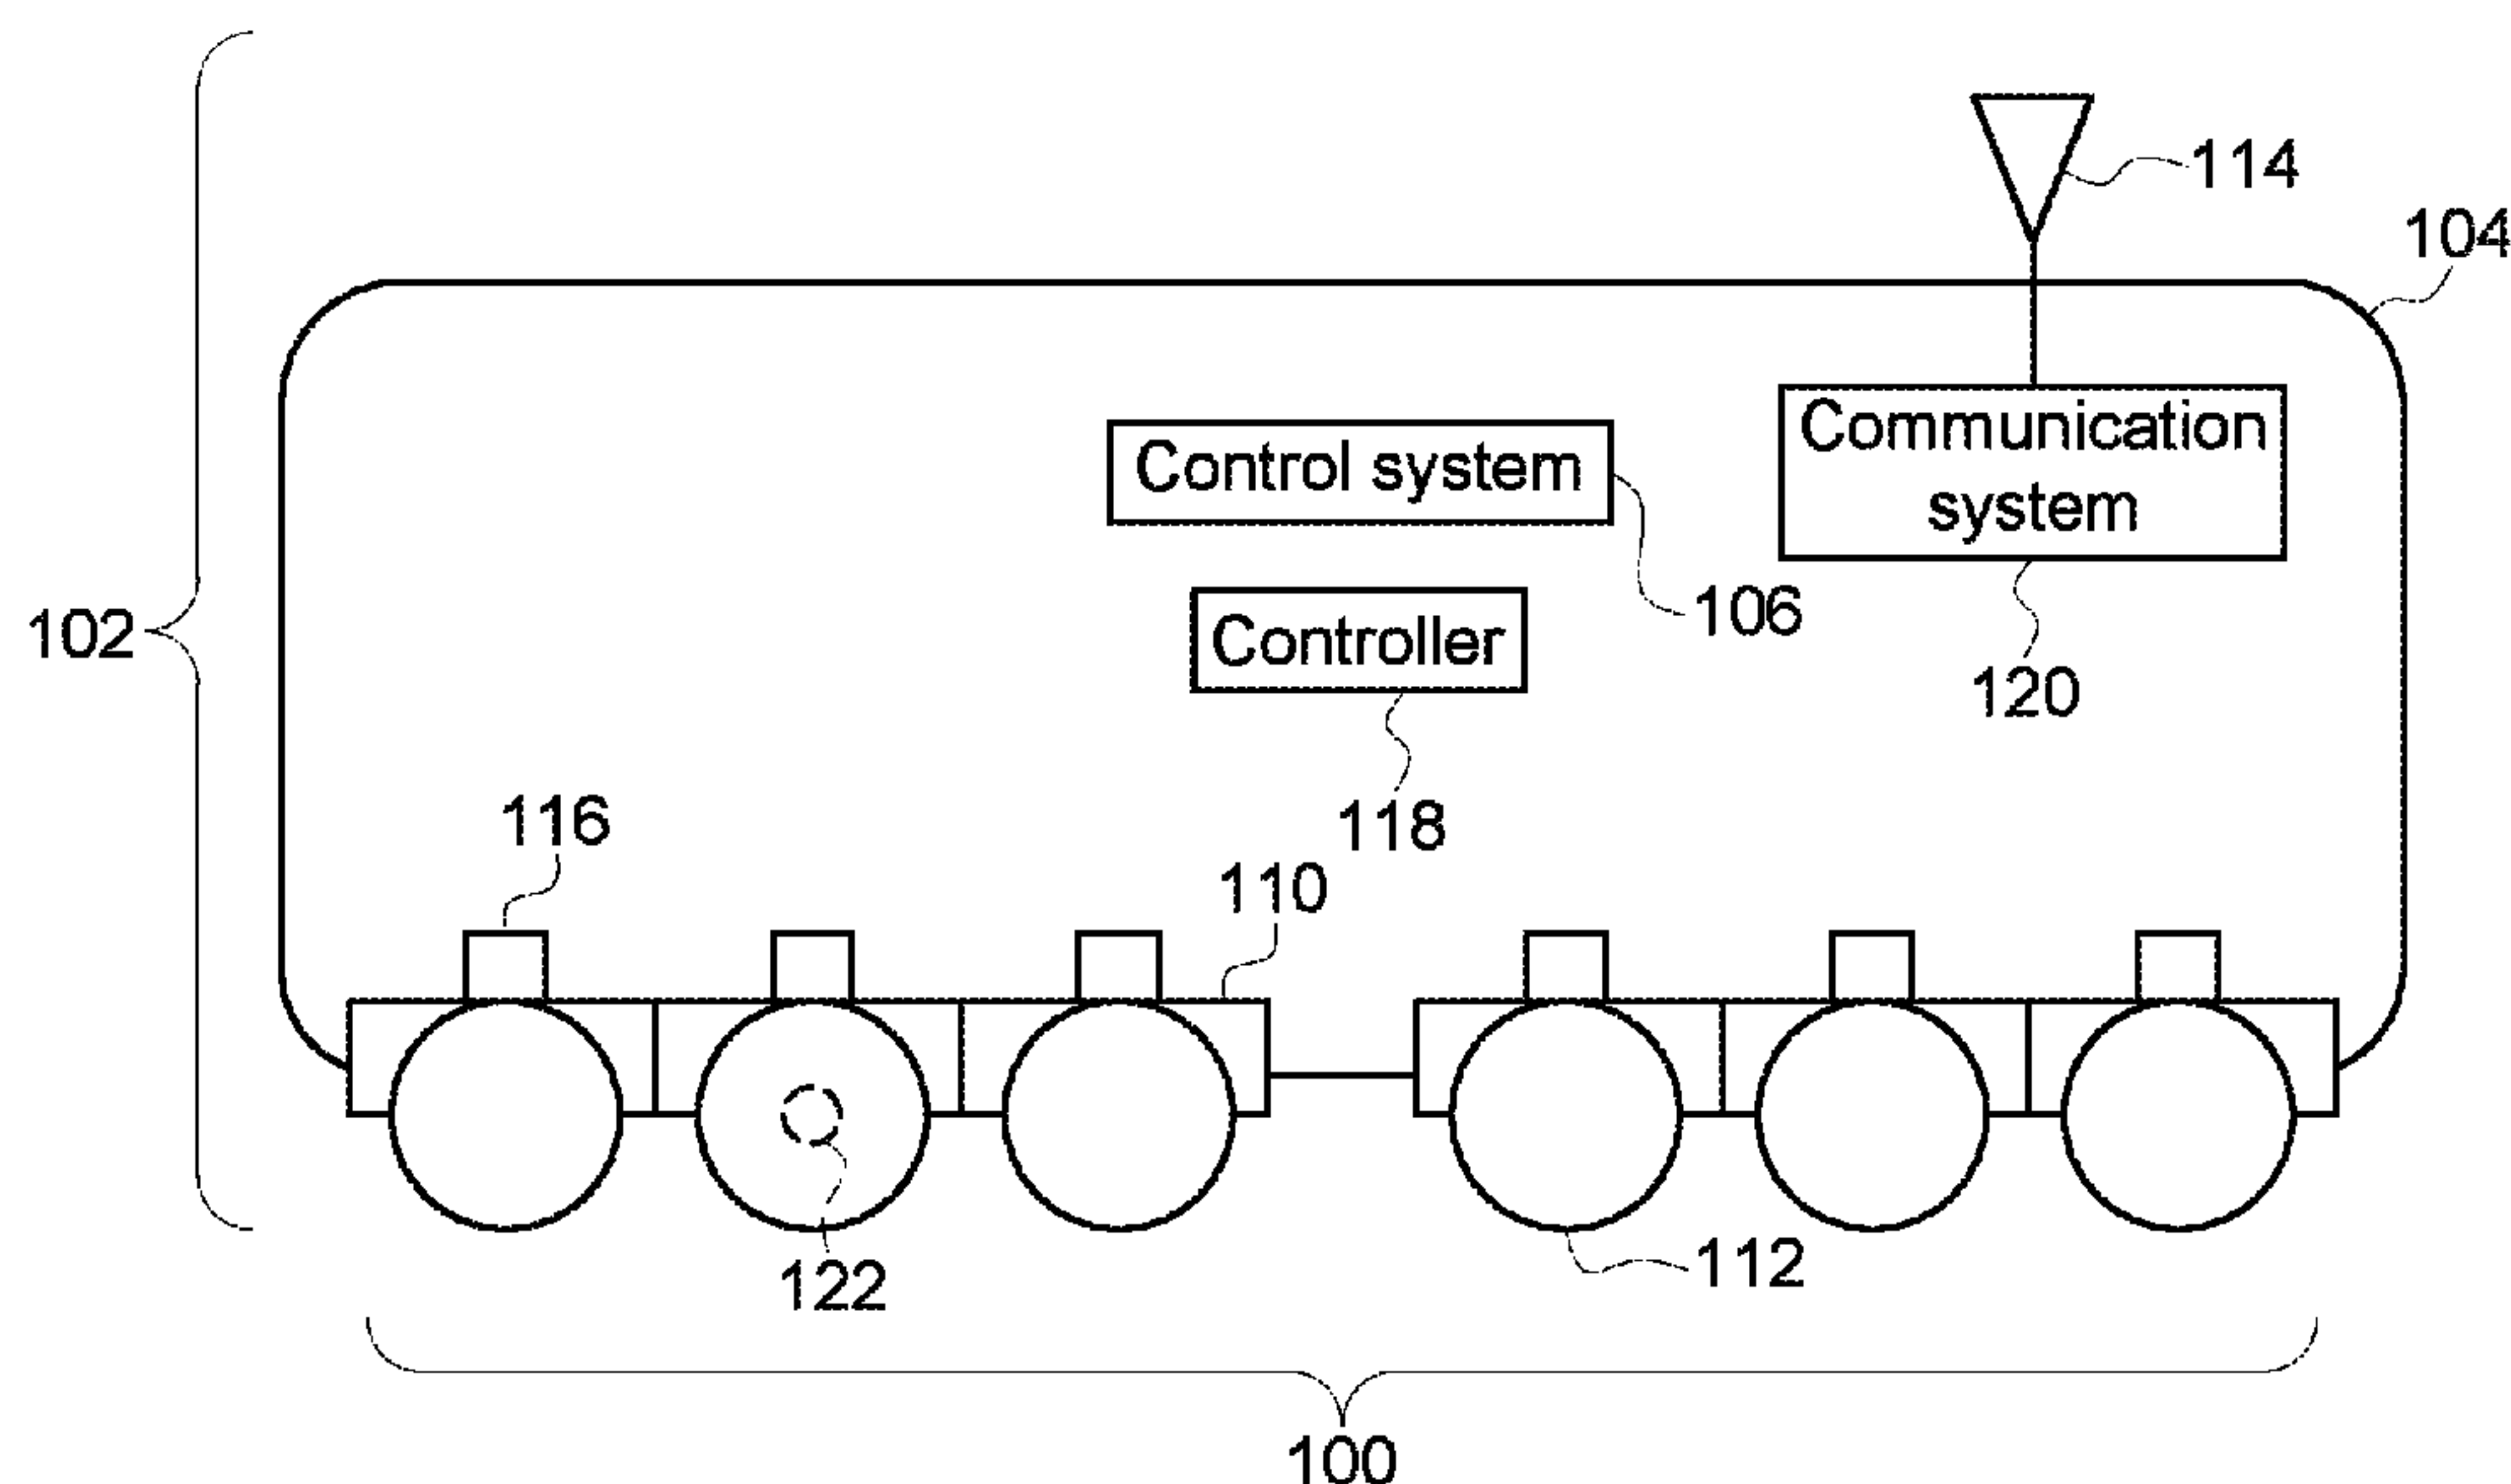 114
104
Communication
system
Control system
106
102
Controller
120
116
118
110
122
112
100